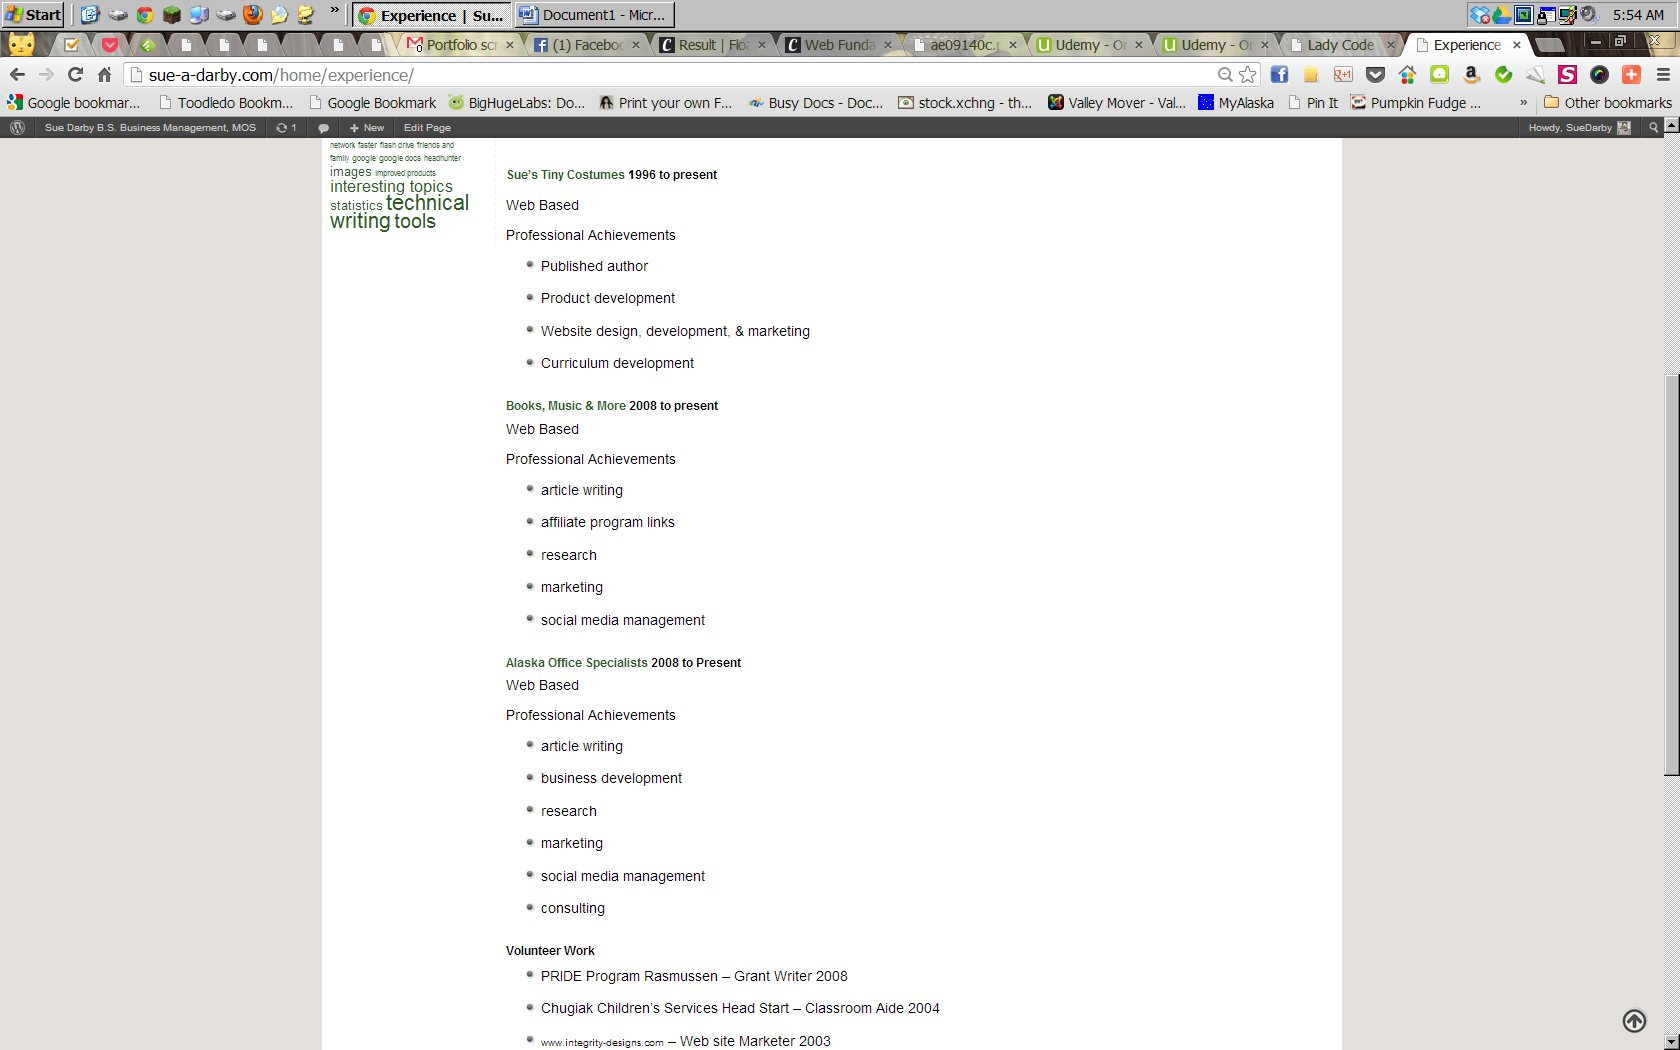 Start
»
Experience | Su...
Document1 - Micr...
5:54 AM
Portfolio scr
(1) Faceboo
Result | Floa
Web Funda
ae09140c.p
Udemy - On
Udemy - On
Lady Code
Experience
sue-a-darby.com/home/experience/
Google bookmar...
Toodledo Bookm...
Google Bookmark
BigHugeLabs: Do...
Print your own F...
Busy Docs - Doc...
stock.xchng - th...
Valley Mover - Val...
MyAlaska
Pin It
Pumpkin Fudge ...
»
Other bookmarks
Sue Darby B.S. Business Management, MOS
1
New
Edit Page
Howdy, SueDarby
network faster flash drive friends and
family google google docs headhunter
images improved products
interesting topics
statistics technical
writing tools
Sue's Tiny Costumes 1996 to present
Web Based
Professional Achievements
Published author
Product development
Website design, development, & marketing
Curriculum development
Books, Music & More 2008 to present
Web Based
Professional Achievements
article writing
affiliate program links
research
marketing
social media management
Alaska Office Specialists 2008 to Present
Web Based
Professional Achievements
article writing
business development
research
marketing
social media management
consulting
Volunteer Work
PRIDE Program Rasmussen – Grant Writer 2008
Chugiak Children's Services Head Start – Classroom Aide 2004
www.integrity-designs.com – Web site Marketer 2003